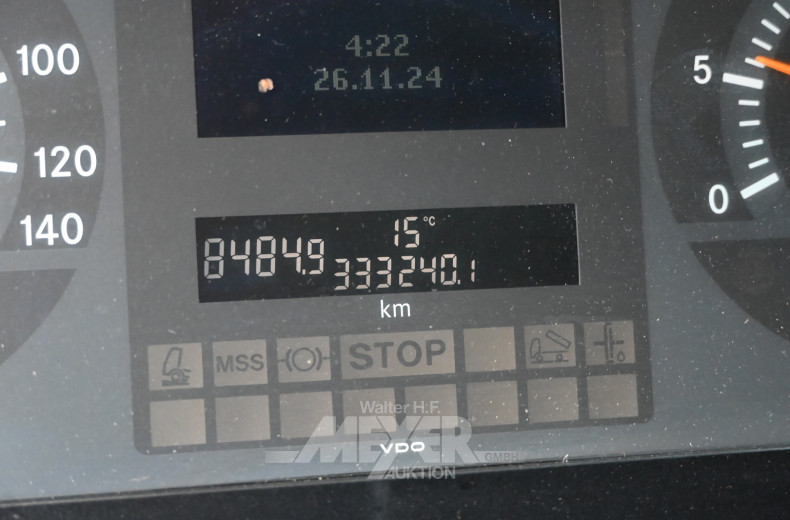 4:22
26.11.24
100
120
140
5
0
15°C
8484.9
333240.1
km
MSS
STOP
Walter H.F.
MEYER
GMBH
VDO
AUKTION